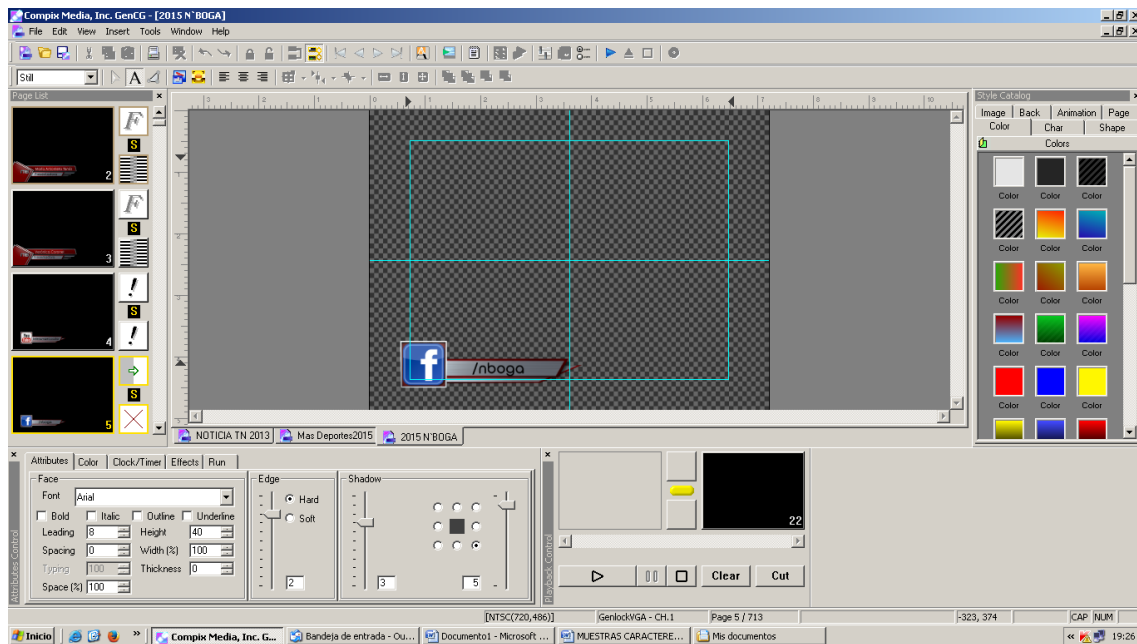 Compix Media, Inc. GenCG - [2015 N`BOGA]
File Edit View Insert Tools Window Help
Still
Page List
Style Catalog
Image Back Animation Page
Color Char Shape
Colors
Color Color Color
Color Color Color
Color Color Color
Color Color Color
Color Color Color
2
3
4
5
/nboga
NOTICIA TN 2013 Mas Deportes2015 2015 N'BOGA
Attributes Color Clock/Timer Effects Run
Face
Font Arial
Bold Italic Outline Underline
Leading 8 Height 40
Spacing 0 Width (%) 100
Typing 100 Thickness 0
Space (%) 100
Edge
Hard
Soft
2
Shadow
3 5
Attributes Control
Playback Control
22
Clear Cut
[NTSC(720,486)] GenlockVGA - CH.1 Page 5 / 713 -323, 374 CAP NUM
Inicio Compix Media, Inc. G... Bandeja de entrada - Ou... Documento1 - Microsoft ... MUESTRAS CARACTERE... Mis documentos 19:26